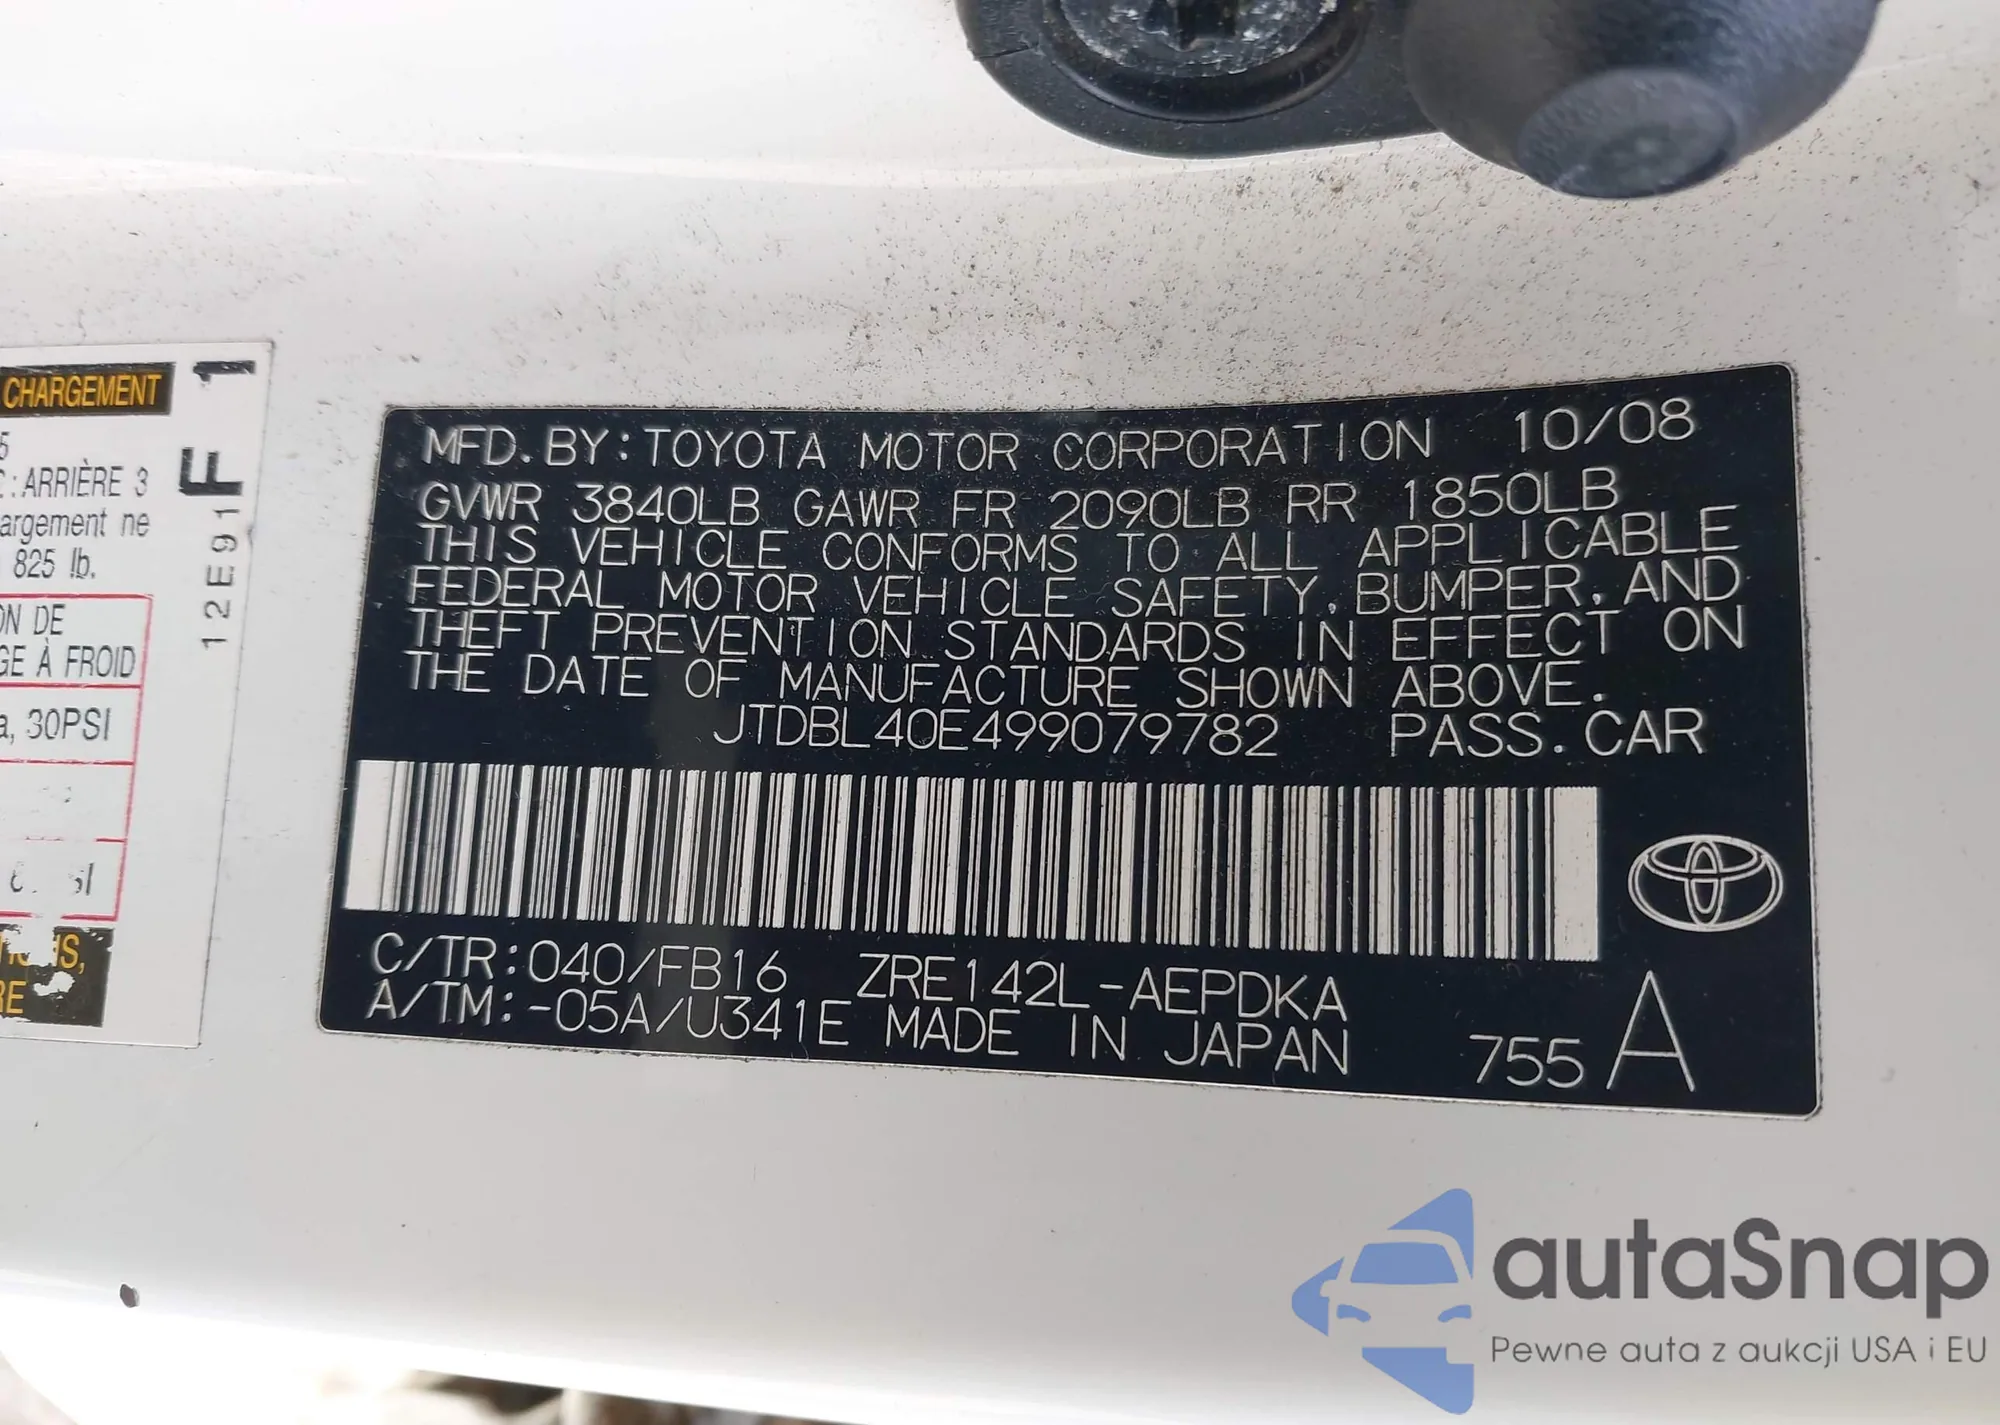 CHARGEMENT
F 1
5
: ARRIÈRE 3
argement ne
825 lb.
ON DE
GE À FROID
a, 30PSI
12E91
RE
MFD. BY: TOYOTA MOTOR CORPORATION 10/08
GVWR 3840LB GAWR FR 2090LB RR 1850LB
THIS VEHICLE CONFORMS TO ALL APPLICABLE
FEDERAL MOTOR VEHICLE SAFETY, BUMPER, AND
THEFT PREVENTION STANDARDS IN EFFECT ON
THE DATE OF MANUFACTURE SHOWN ABOVE.
JTDBL40E499079782 PASS. CAR
C/TR: 040/FB16 ZRE142L-AEPDKA
A/TM: -05A/U341E MADE IN JAPAN 755 A
autaSnap
Pewne auta z aukcji USA i EU